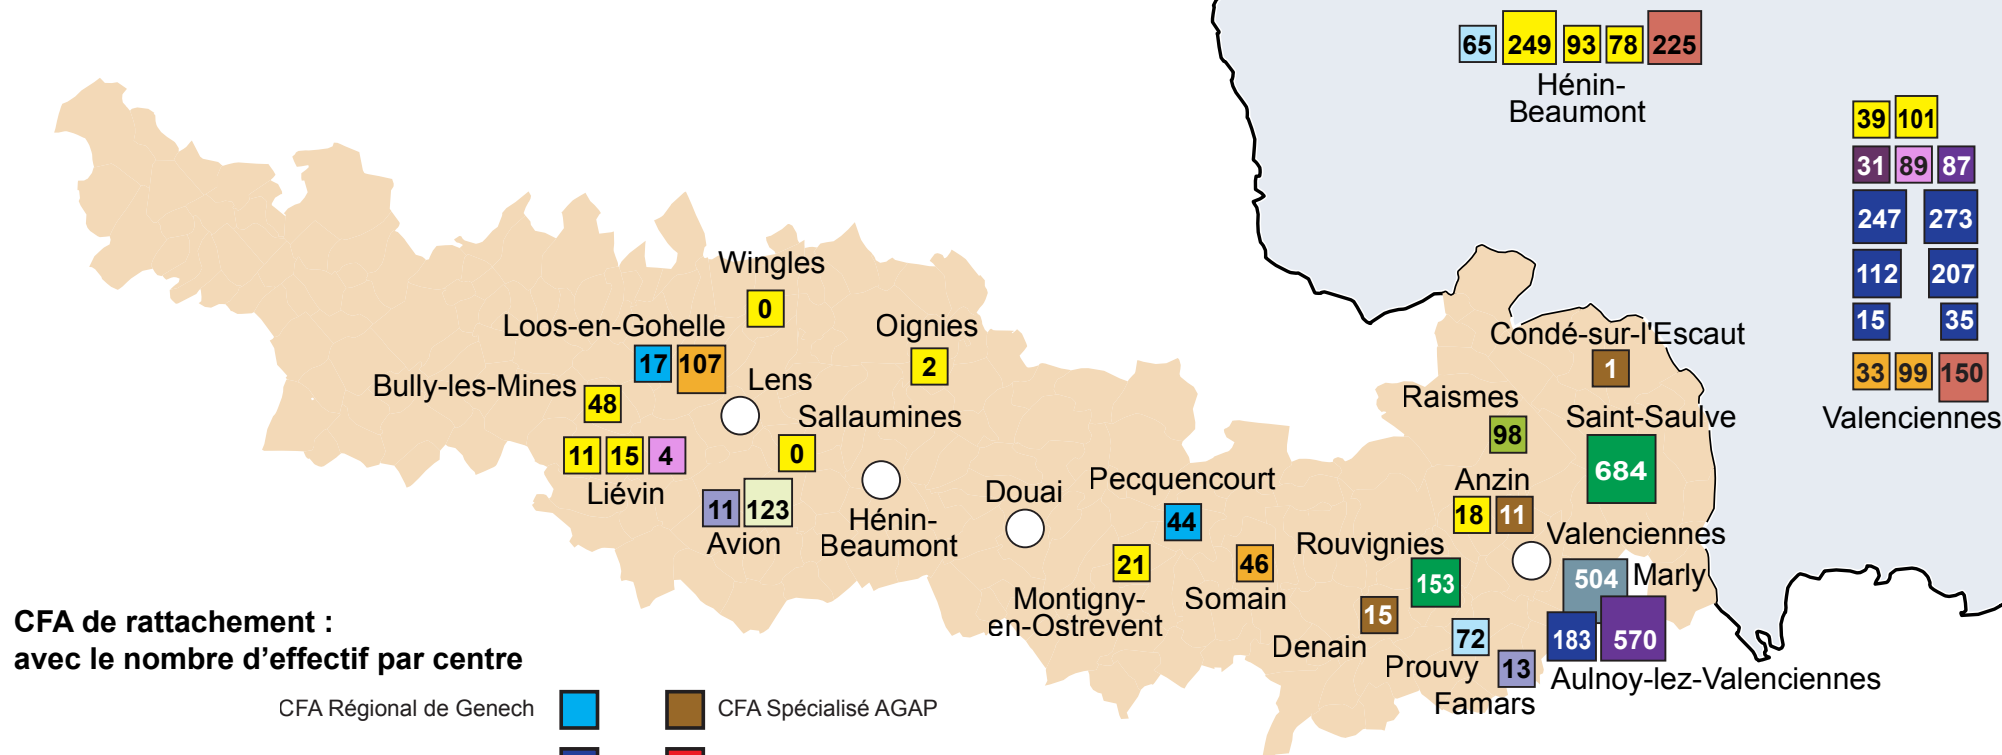 65 249 93 78 225
Hénin-
Beaumont
39 101
31 89 87
247 273
112 207
15 35
33 99 150
Valenciennes
Wingles
0
Loos-en-Gohelle
17 107
Oignies
2
Bully-les-Mines
48
Lens
Sallaumines
0
11 15 4
Liévin
11 123
Avion
Hénin-
Beaumont
Douai
Pecquencourt
44
21
Montigny-
en-Ostrevent
46
Somain
Condé-sur-l'Escaut
1
Raismes
98
Saint-Saulve
684
Anzin
18 11
Valenciennes
Rouvignies
153
504
Marly
15
Denain
72
Prouvy
13
Famars
183 570
Aulnoy-lez-Valenciennes
CFA de rattachement :
avec le nombre d’effectif par centre
CFA Régional de Genech
CFA Spécialisé AGAP